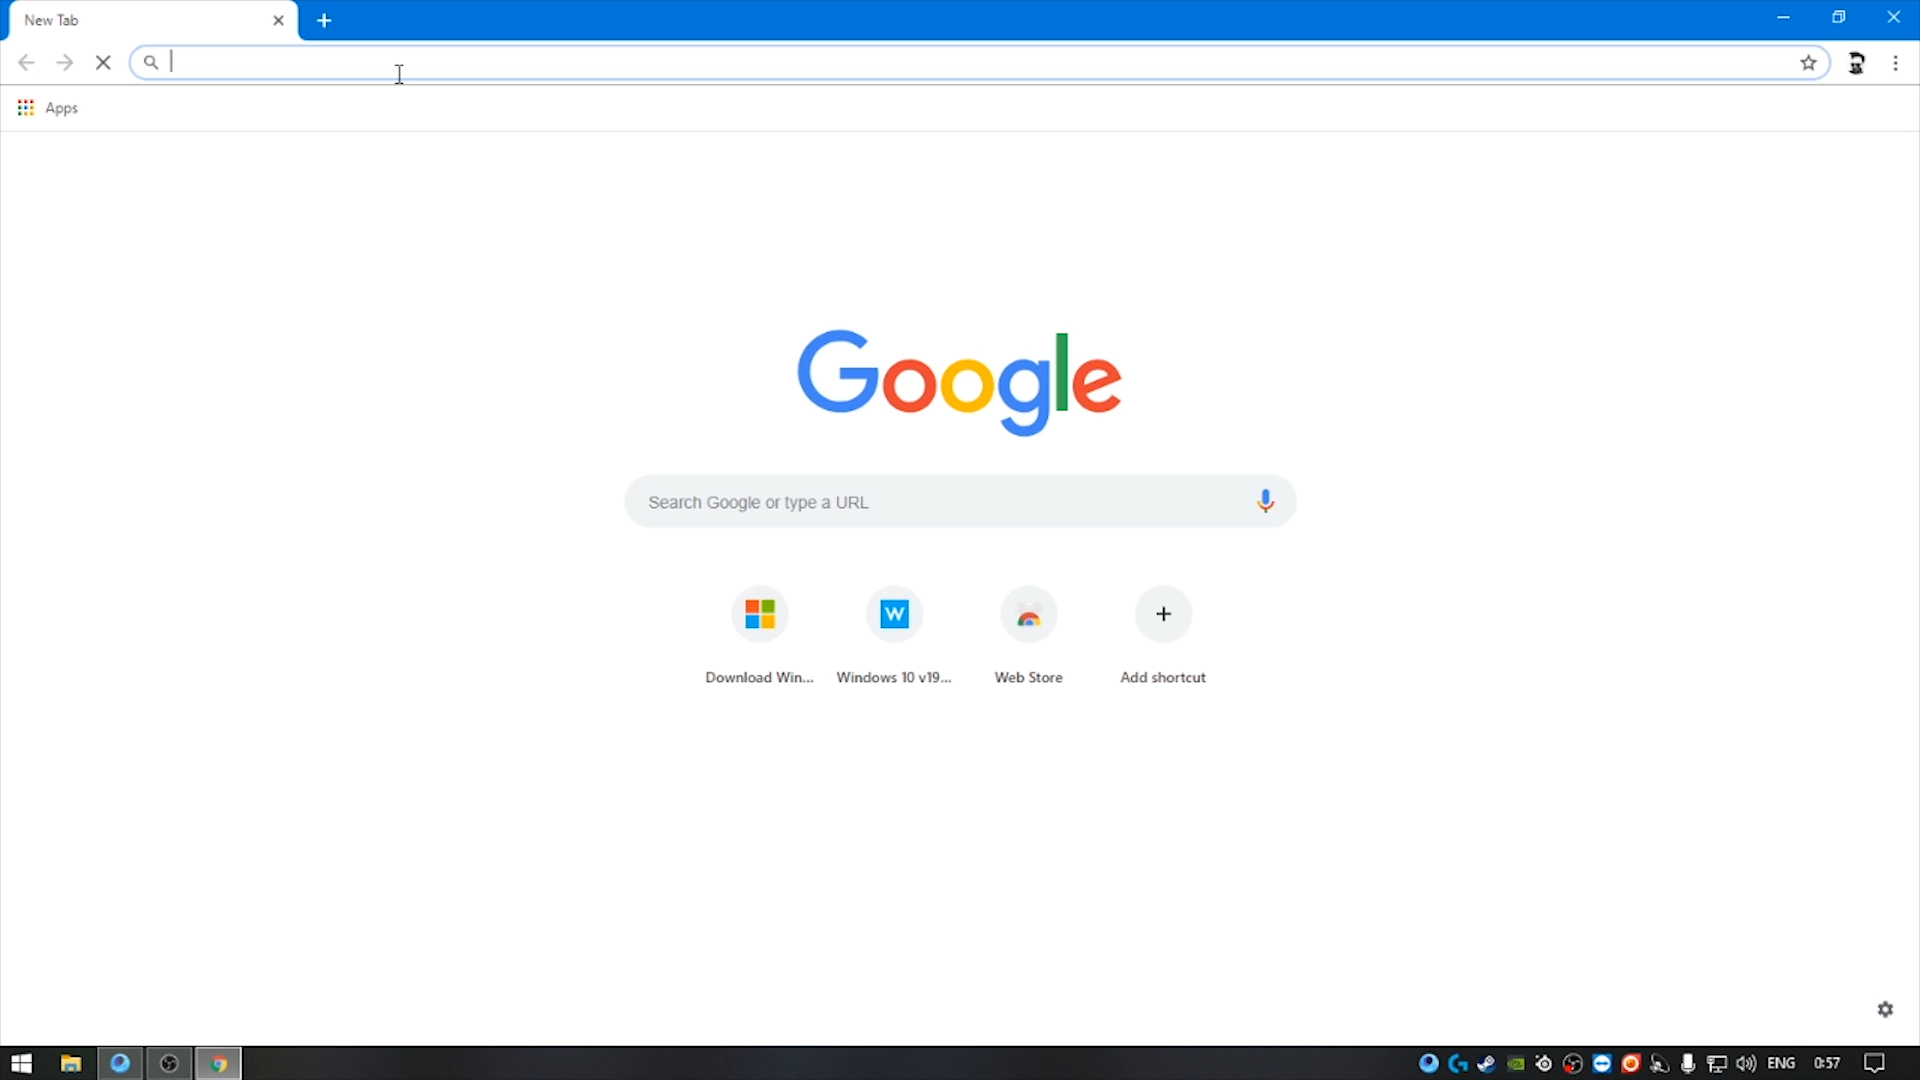 New Tab
Apps
Google
Search Google or type a URL
W
Download Win...
Windows 10 v19...
Web Store
Add shortcut
ENG
0:57